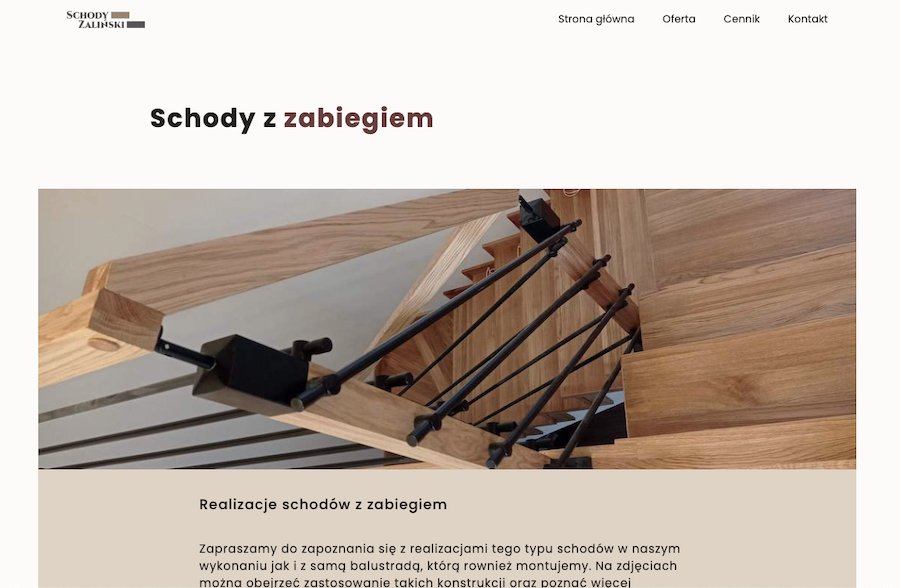 Schody
Zaliński
Strona główna Oferta Cennik Kontakt
Schody z zabiegiem
Realizacje schodów z zabiegiem
Zapraszamy do zapoznania się z realizacjami tego typu schodów w naszym
wykonaniu jak i z samą balustradą, którą rownież montujemy. Na zdjęciach
można obejrzeć zastosowanie takich konstrukcji oraz poznać więcej